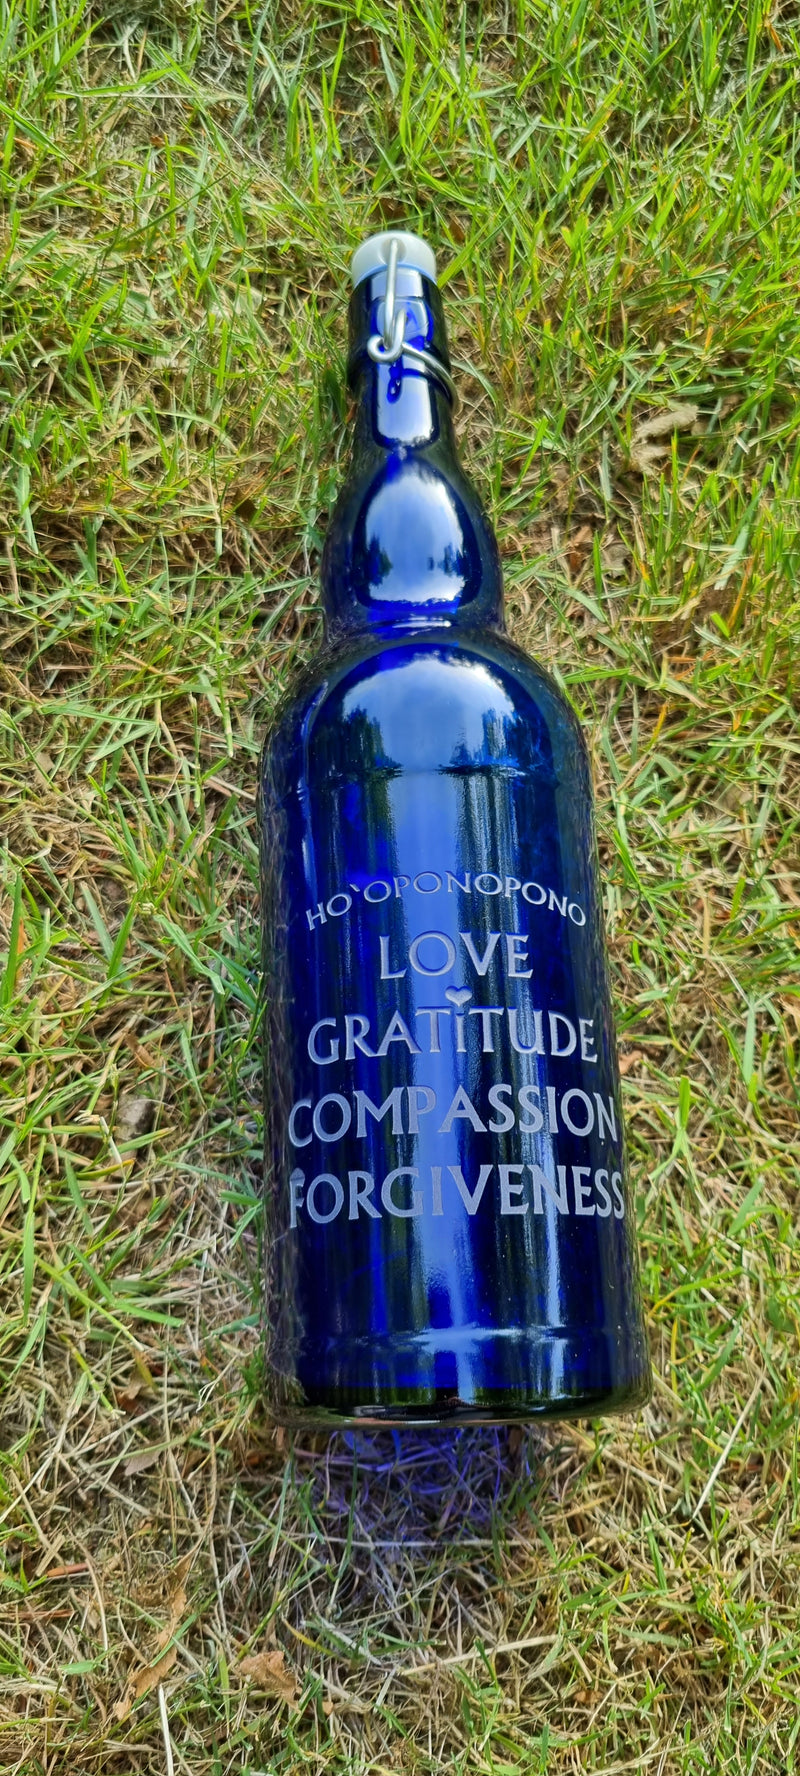 HO`OPONOPONO
LOVE
GRATiTUDE
COMPASSION
FORGIVENESS